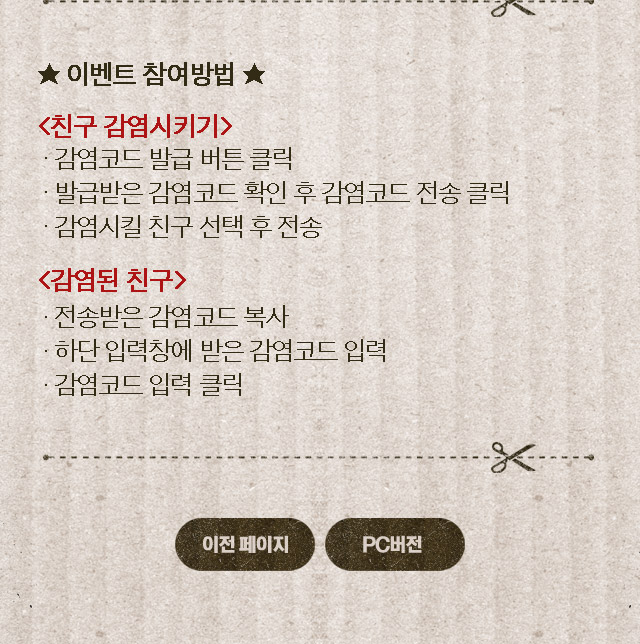 ★ 이벤트 참여방법 ★
<친구 감염시키기>
· 감염코드 발급 버튼 클릭
· 발급받은 감염코드 확인 후 감염코드 전송 클릭
· 감염시킬 친구 선택 후 전송
<감염된 친구>
· 전송받은 감염코드 복사
· 하단 입력창에 받은 감염코드 입력
· 감염코드 입력 클릭
이전 페이지
PC버전